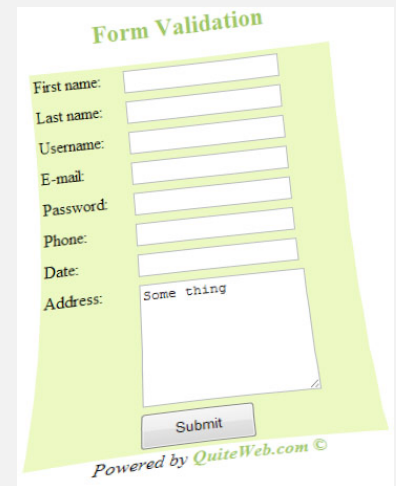 Form Validation
First name:
Last name:
Username:
E-mail:
Password:
Phone:
Date:
Address:
Some thing
Submit
Powered by QuiteWeb.com ©